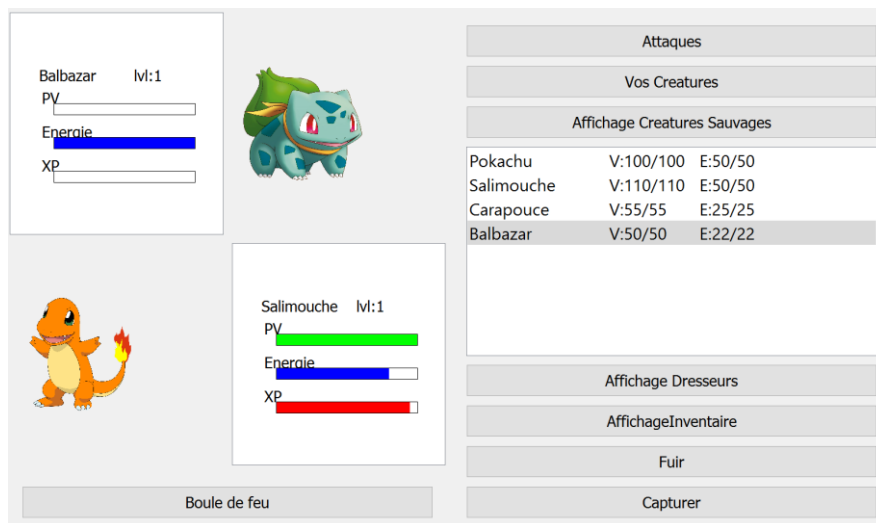 Balbazar lvl:1
PV
Energie
XP
Salimouche lvl:1
PV
Energie
XP
Boule de feu
Attaques
Vos Creatures
Affichage Creatures Sauvages
Pokachu V:100/100 E:50/50
Salimouche V:110/110 E:50/50
Carapouce V:55/55 E:25/25
Balbazar V:50/50 E:22/22
Affichage Dresseurs
AffichageInventaire
Fuir
Capturer